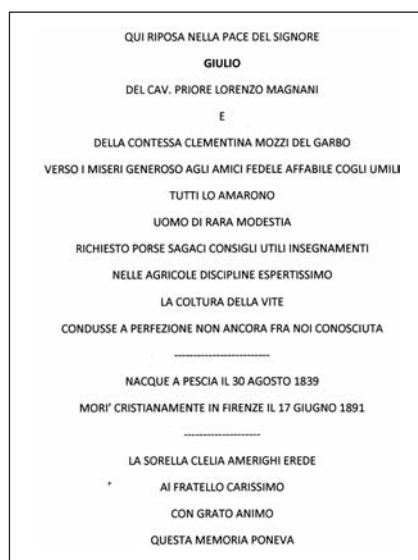 QUI RIPOSA NELLA PACE DEL SIGNORE
GIULIO
DEL CAV. PRIORE LORENZO MAGNANI
E
DELLA CONTESSA CLEMENTINA MOZZI DEL GARBO
VERSO I MISERI GENEROSO AGLI AMICI FEDELE AFFABILE COGLI UMILI
TUTTI LO AMARONO
UOMO DI RARA MODESTIA
RICHIESTO PORSE SAGACI CONSIGLI UTILI INSEGNAMENTI
NELLE AGRICOLE DISCIPLINE ESPERTISSIMO
LA COLTURA DELLA VITE
CONDUSSE A PERFEZIONE NON ANCORA FRA NOI CONOSCIUTA
-------------------------
NACQUE A PESCIA IL 30 AGOSTO 1839
MORI’ CRISTIANAMENTE IN FIRENZE IL 17 GIUGNO 1891
--------------------
LA SORELLA CLELIA AMERIGHI EREDE
Al FRATELLO CARISSIMO
CON GRATO ANIMO
QUESTA MEMORIA PONEVA